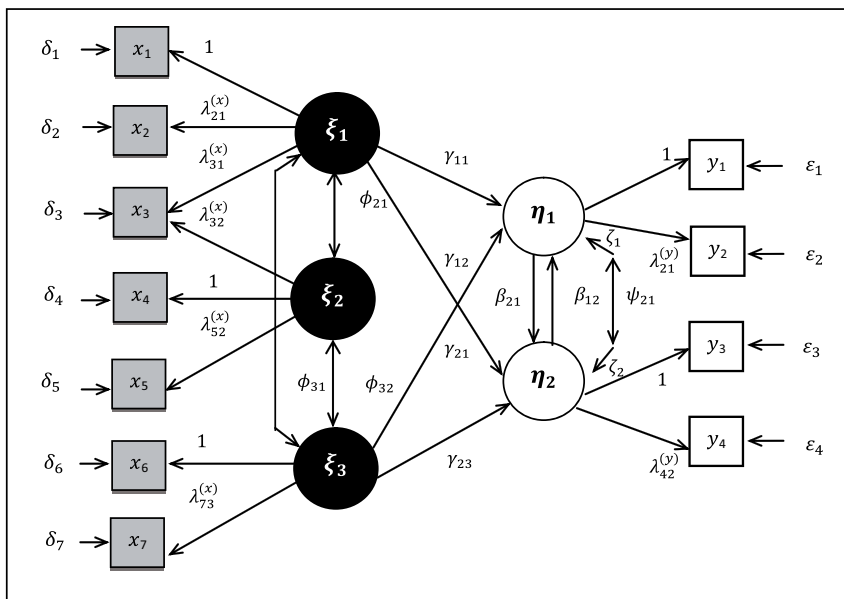 δ₁ x₁ 1
δ₂ x₂ λ₂₁⁽ˣ⁾
δ₃ x₃ λ₃₁⁽ˣ⁾ λ₃₂⁽ˣ⁾
δ₄ x₄ 1
δ₅ x₅ λ₅₂⁽ˣ⁾
δ₆ x₆ 1
δ₇ x₇ λ₇₃⁽ˣ⁾
ξ₁
ξ₂
ξ₃
ϕ₂₁
ϕ₃₁ ϕ₃₂
γ₁₁
γ₁₂
γ₂₁
γ₂₃
η₁ ζ₁
β₂₁ β₁₂ ψ₂₁
η₂ ζ₂
1 y₁ ε₁
λ₂₁⁽ʸ⁾ y₂ ε₂
1 y₃ ε₃
λ₄₂⁽ʸ⁾ y₄ ε₄